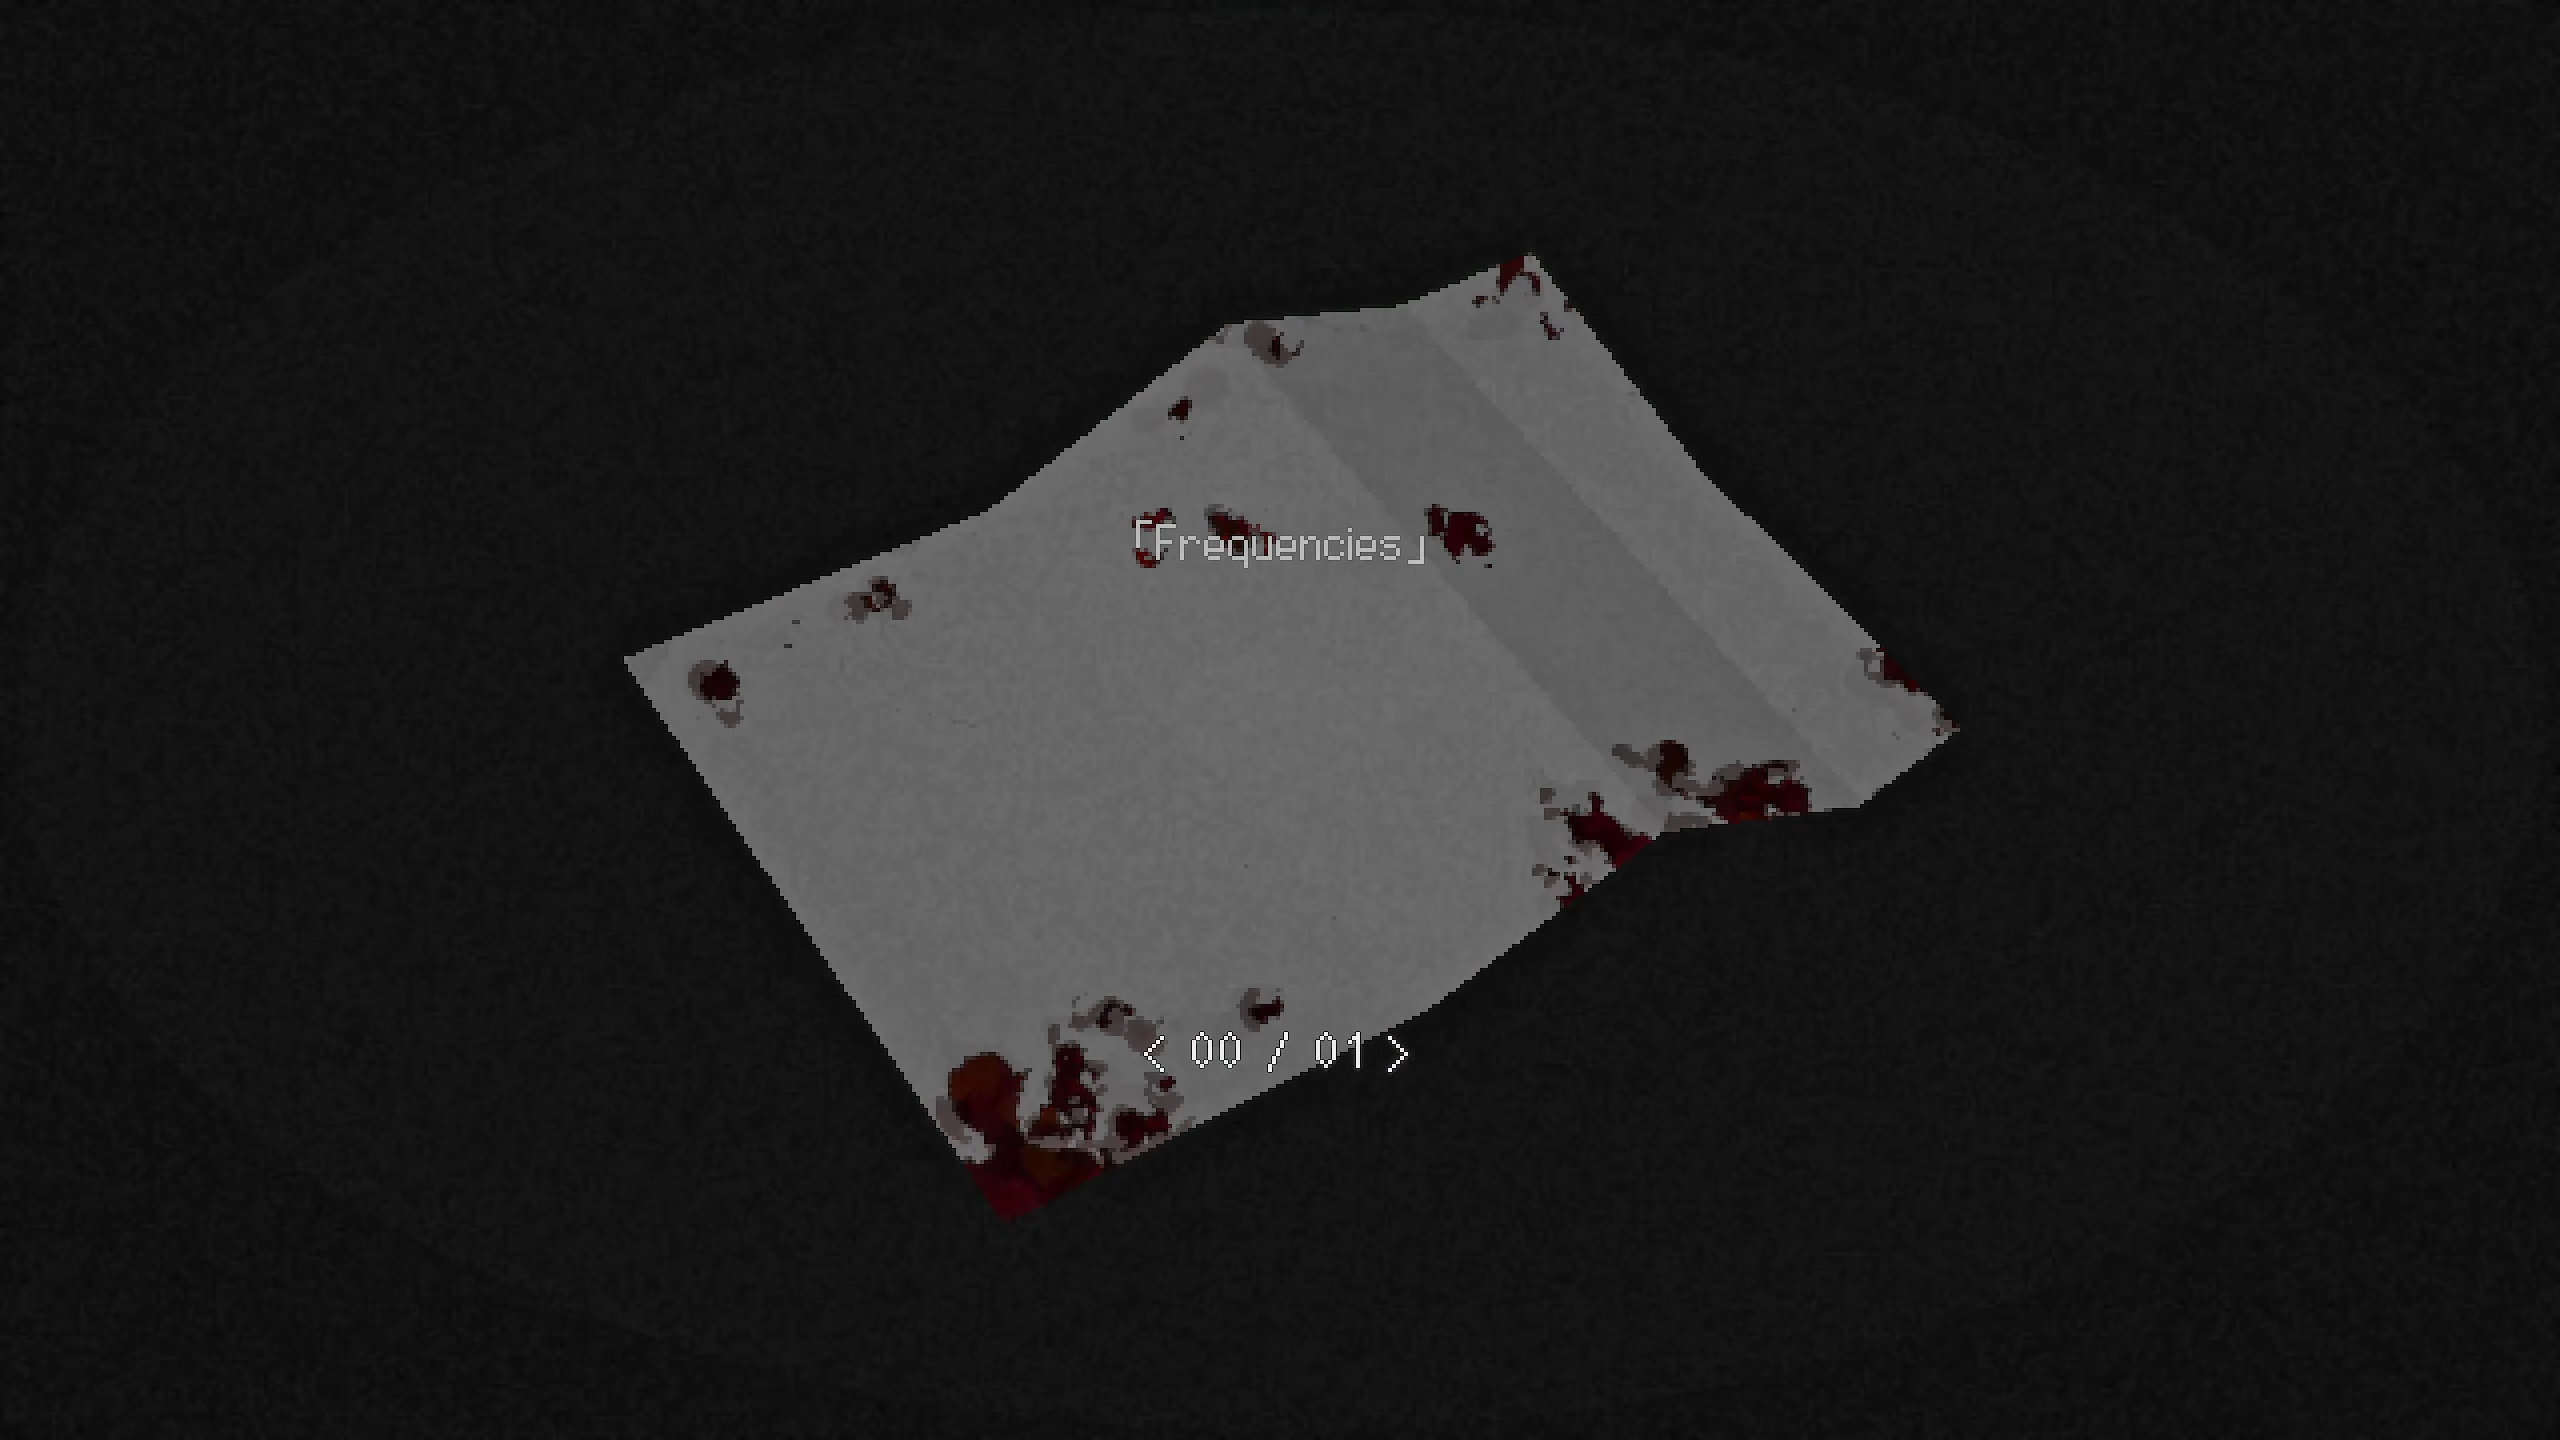 「Frequencies」
< 00 / 01 >